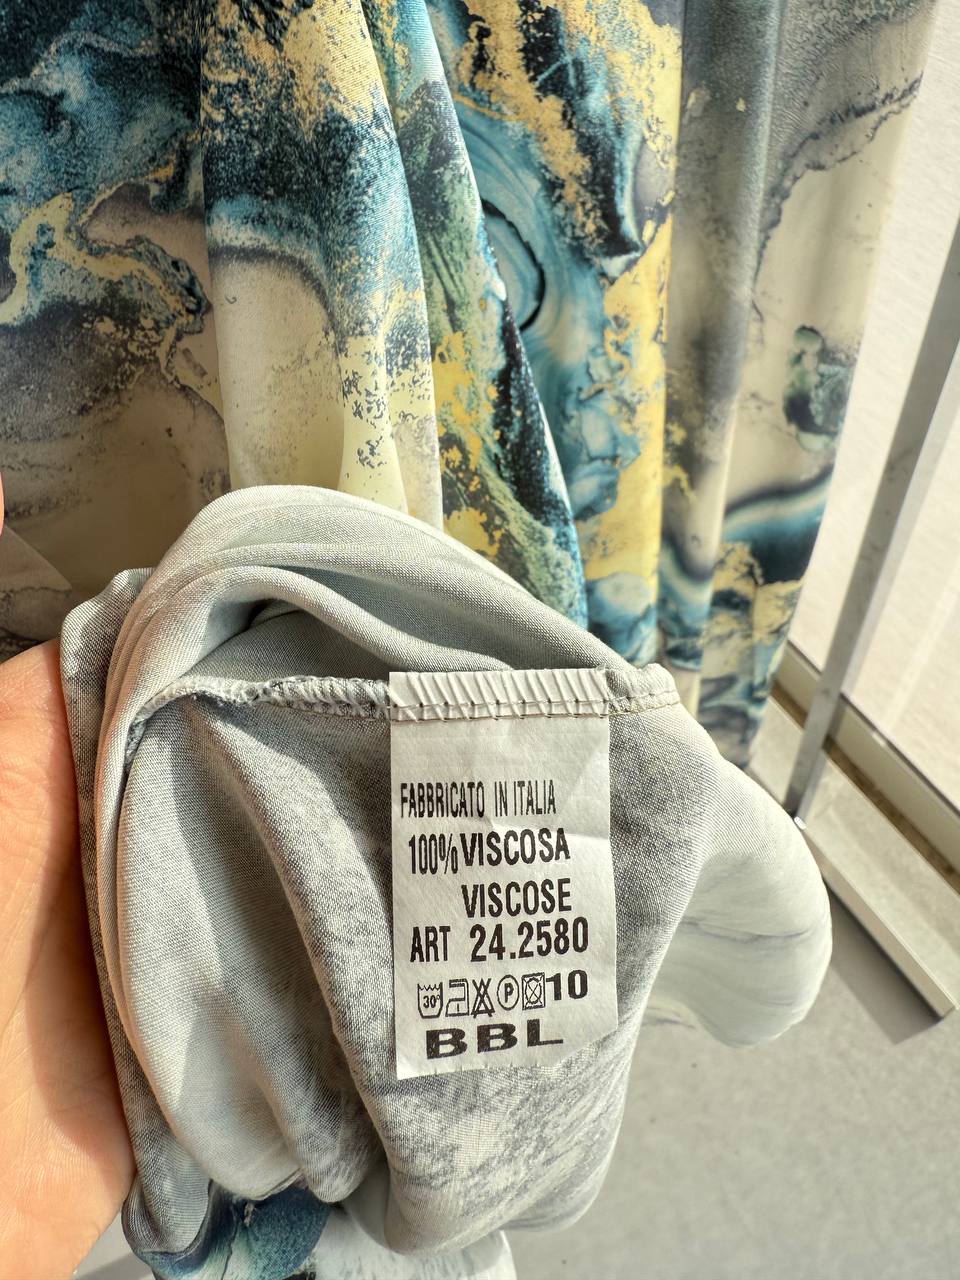 FABBRICATO IN ITALIA
100% VISCOSA
VISCOSE
ART 24.2580
30° P 10
BBL